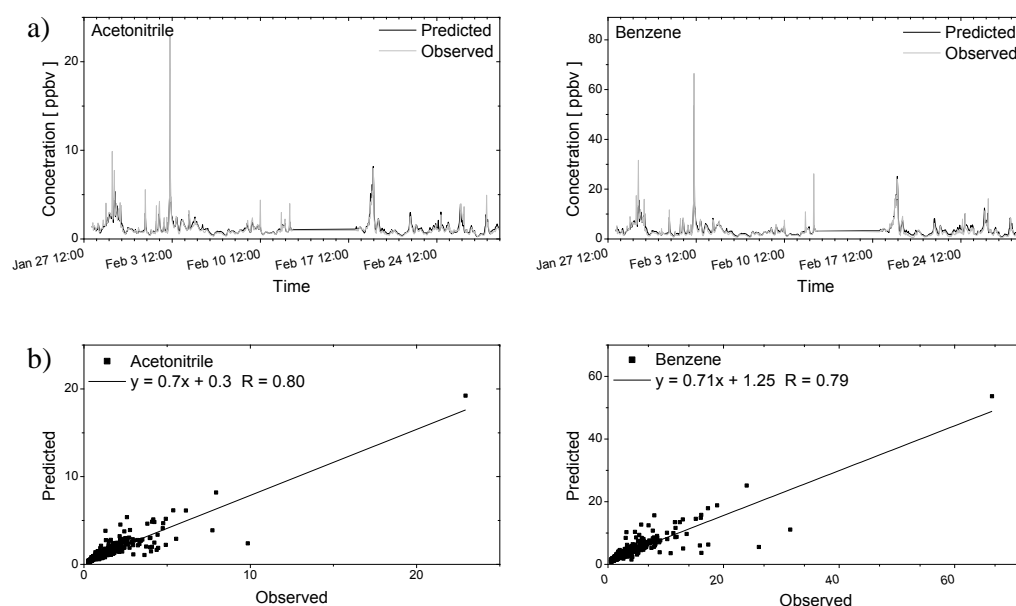 a)
Acetonitrile
Predicted
Observed
Concetration [ ppbv ]
20
10
0
Jan 27 12:00
Feb 3 12:00
Feb 10 12:00
Feb 17 12:00
Feb 24 12:00
Time
Benzene
Predicted
Observed
Concetration [ ppbv ]
80
60
40
20
0
Jan 27 12:00
Feb 3 12:00
Feb 10 12:00
Feb 17 12:00
Feb 24 12:00
Time
b)
Acetonitrile
y = 0.7x + 0.3 R = 0.80
Predicted
20
10
0
0
10
20
Observed
Benzene
y = 0.71x + 1.25 R = 0.79
Predicted
60
40
20
0
0
20
40
60
Observed